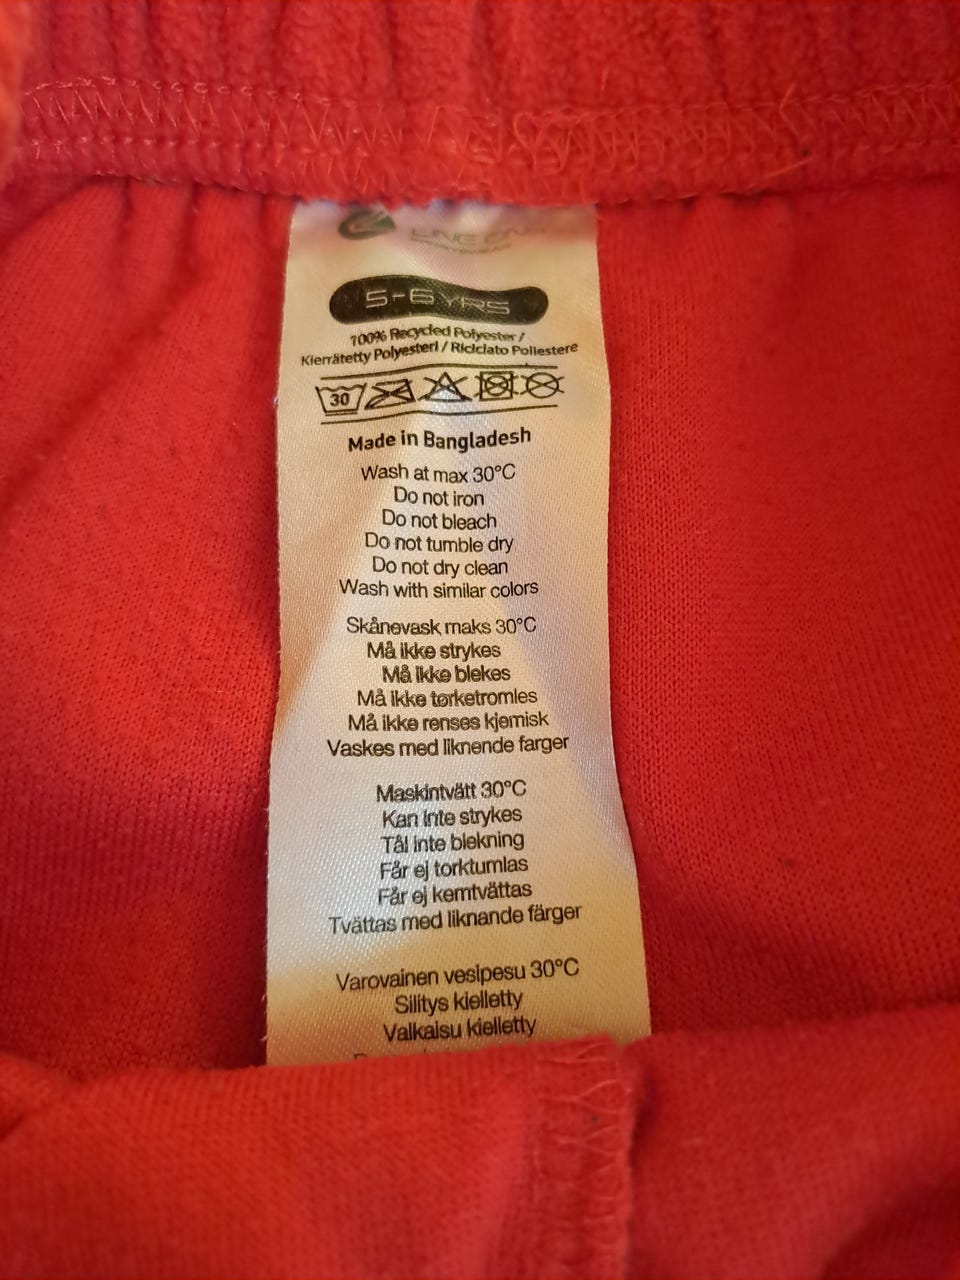 LINE ONE
5-6 YRS
100% Recycled Polyester /
Kierrätetty Polyesteri / Riciclato Poliestere
30
Made in Bangladesh
Wash at max 30°C
Do not iron
Do not bleach
Do not tumble dry
Do not dry clean
Wash with similar colors
Skånevask maks 30°C
Må ikke strykes
Må ikke blekes
Må ikke tørketromles
Må ikke renses kjemisk
Vaskes med liknende farger
Maskintvätt 30°C
Kan inte strykes
Tål inte blekning
Får ej torktumlas
Får ej kemtvättas
Tvättas med liknande färger
Varovainen vesipesu 30°C
Silitys kielletty
Valkaisu kielletty